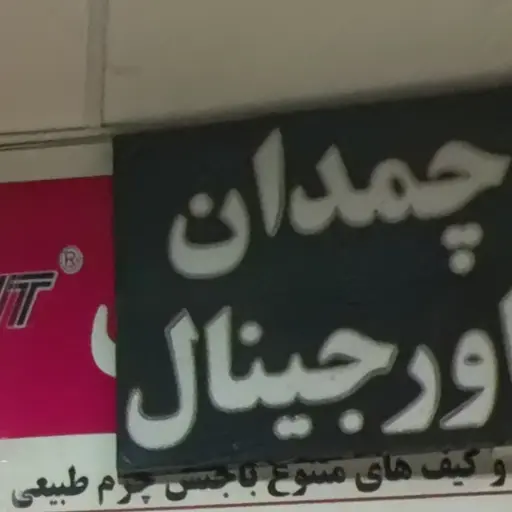 چمدان
اورجینال
و کیف های متنوع باجنس چرم طبیعی